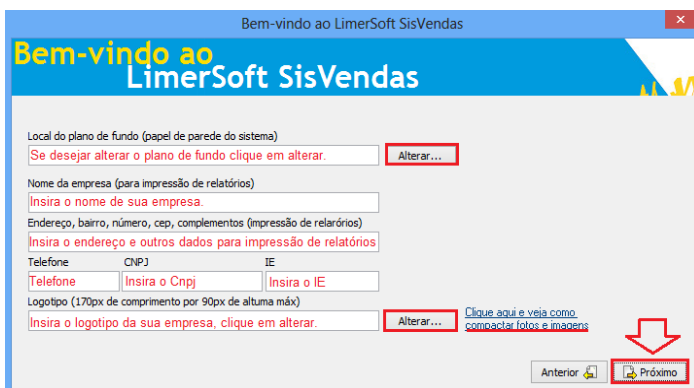 Bem-vindo ao LimerSoft SisVendas
x
Bem-vindo ao
LimerSoft SisVendas
Local do plano de fundo (papel de parede do sistema)
Se desejar alterar o plano de fundo clique em alterar.
Alterar...
Nome da empresa (para impressão de relatórios)
Insira o nome de sua empresa.
Endereço, bairro, número, cep, complementos (impressão de relarórios)
Insira o endereço e outros dados para impressão de relatórios
Telefone CNPJ IE
Telefone Insira o Cnpj Insira o IE
Logotipo (170px de comprimento por 90px de altuma máx)
Insira o logotipo da sua empresa, clique em alterar.
Alterar...
Clique aqui e veja como
compactar fotos e imagens
Anterior Próximo